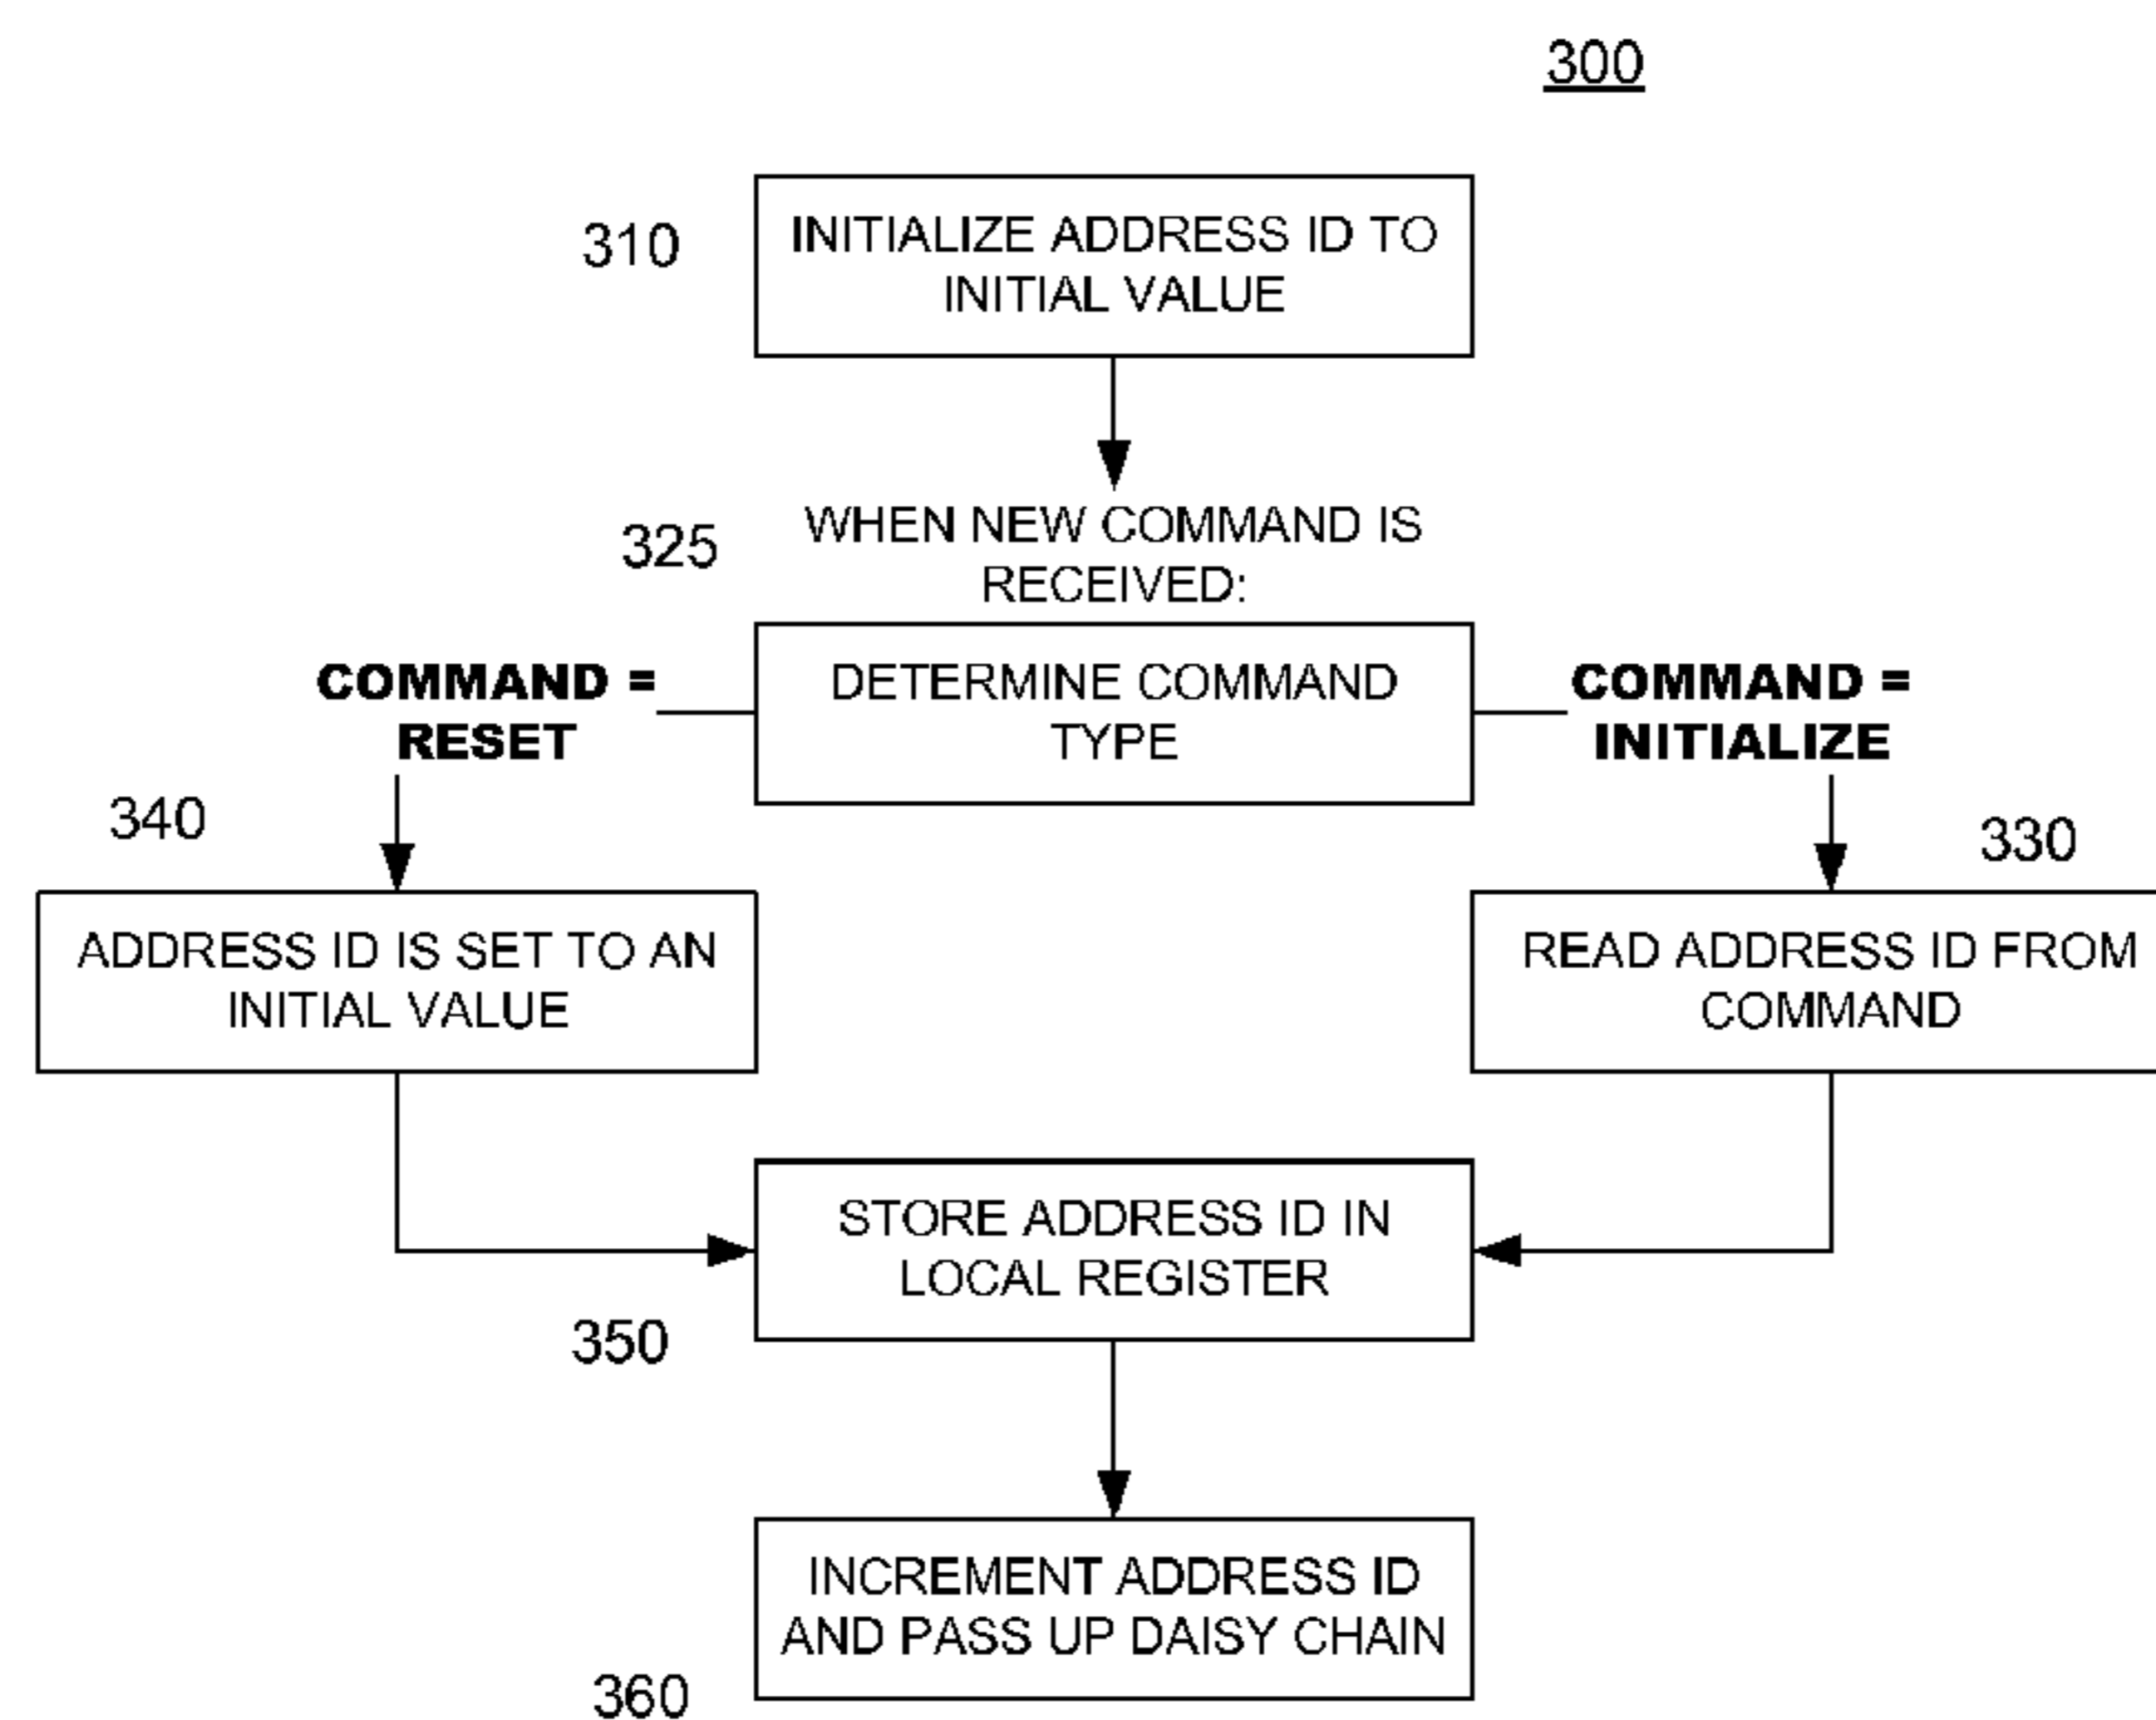 300
310
INITIALIZE ADDRESS ID TO
INITIAL VALUE
325
WHEN NEW COMMAND IS
RECEIVED:
COMMAND =
RESET
DETERMINE COMMAND
TYPE
COMMAND =
INITIALIZE
340
330
ADDRESS ID IS SET TO AN
INITIAL VALUE
READ ADDRESS ID FROM
COMMAND
STORE ADDRESS ID IN
LOCAL REGISTER
350
INCREMENT ADDRESS ID
AND PASS UP DAISY CHAIN
360